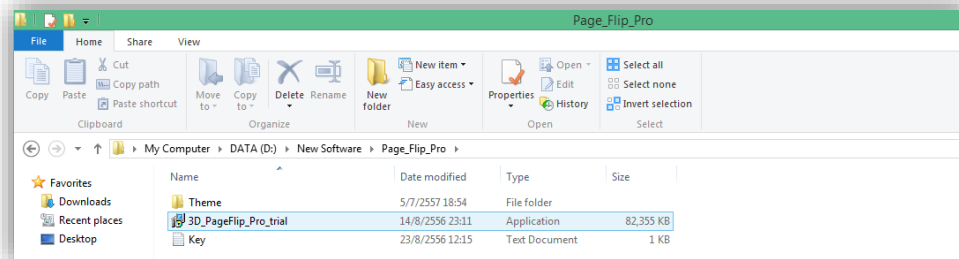 Page_Flip_Pro
File Home Share View
Copy
Paste
Cut
Copy path
Paste shortcut
Clipboard
Move to
Copy to
Delete
Rename
Organize
New folder
New item
Easy access
New
Properties
Open
Edit
History
Open
Select all
Select none
Invert selection
Select
My Computer DATA (D:) New Software Page_Flip_Pro
Favorites
Downloads
Recent places
Desktop
Name Date modified Type Size
Theme 5/7/2557 18:54 File folder
3D_PageFlip_Pro_trial 14/8/2556 23:11 Application 82,355 KB
Key 23/8/2556 12:15 Text Document 1 KB